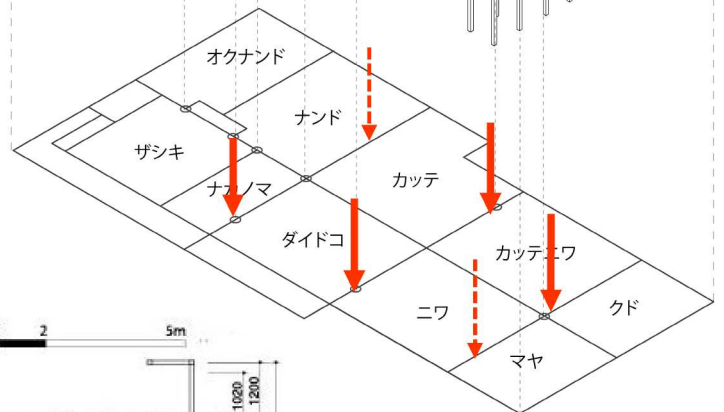 オクナンド
ナンド
ザシキ
カッテ
ナカノマ
ダイドコ
カッテニワ
ニワ
クド
マヤ
2
5m
1020
1200